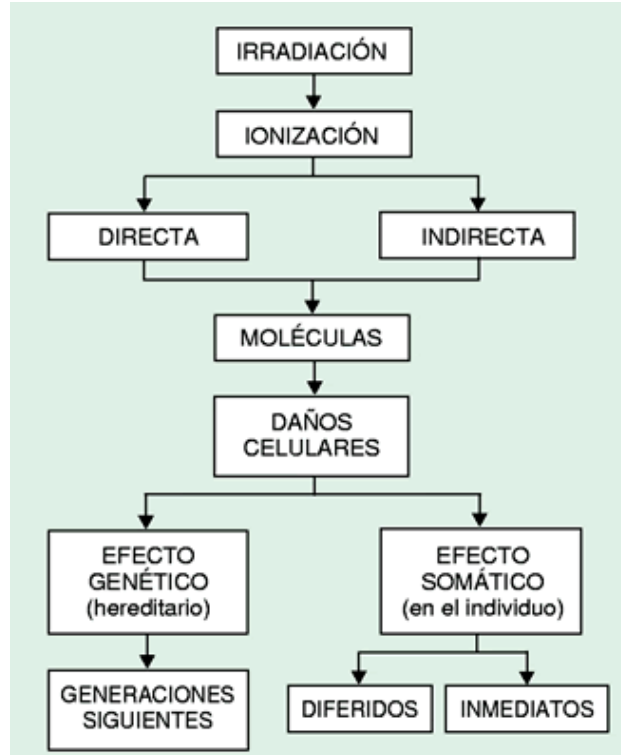 IRRADIACIÓN
IONIZACIÓN
DIRECTA
INDIRECTA
MOLÉCULAS
DAÑOS
CELULARES
EFECTO
GENÉTICO
(hereditario)
EFECTO
SOMÁTICO
(en el individuo)
GENERACIONES
SIGUIENTES
DIFERIDOS
INMEDIATOS